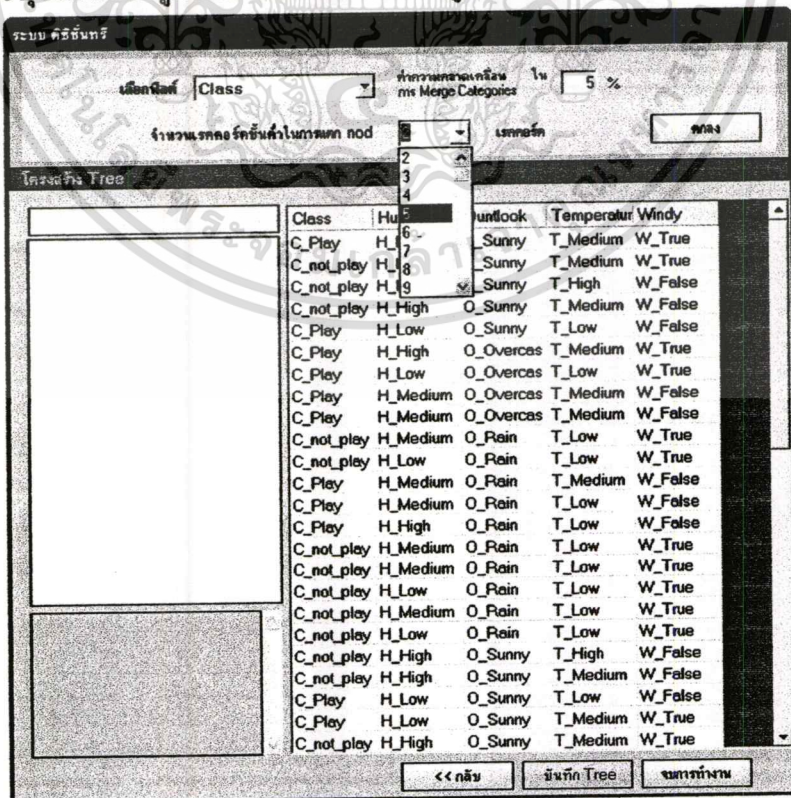 ระบบ ดิซิชั่นทรี
เลือกฟิลด์ Class ค่าความคลาดเคลื่อน ใน การ Merge Categories 5 %
จำนวนเรคคอร์ดขั้นต่ำในการแตก nod เรคคอร์ด ตกลง
2
3
4
5
6
7
8
9
โครงสร้าง Tree
Class Hu untlook Temperatur Windy
C_Play H_ _Sunny T_Medium W_True
C_not_play H_ _Sunny T_Medium W_True
C_not_play H_ _Sunny T_High W_False
C_not_play H_High O_Sunny T_Medium W_False
C_Play H_Low O_Sunny T_Low W_False
C_Play H_High O_Overcas T_Medium W_True
C_Play H_Low O_Overcas T_Low W_True
C_Play H_Medium O_Overcas T_Medium W_False
C_Play H_Medium O_Overcas T_Medium W_False
C_not_play H_Medium O_Rain T_Low W_True
C_not_play H_Low O_Rain T_Low W_True
C_Play H_Medium O_Rain T_Medium W_False
C_Play H_Medium O_Rain T_Low W_False
C_Play H_High O_Rain T_Low W_False
C_not_play H_Medium O_Rain T_Low W_True
C_not_play H_Medium O_Rain T_Low W_True
C_not_play H_Low O_Rain T_Low W_True
C_not_play H_Medium O_Rain T_Low W_True
C_not_play H_Low O_Rain T_Low W_True
C_not_play H_High O_Sunny T_High W_False
C_not_play H_High O_Sunny T_Medium W_False
C_Play H_Low O_Sunny T_Low W_False
C_Play H_Low O_Sunny T_Medium W_True
C_not_play H_High O_Sunny T_Medium W_True
<< กลับ บันทึก Tree จบการทำงาน